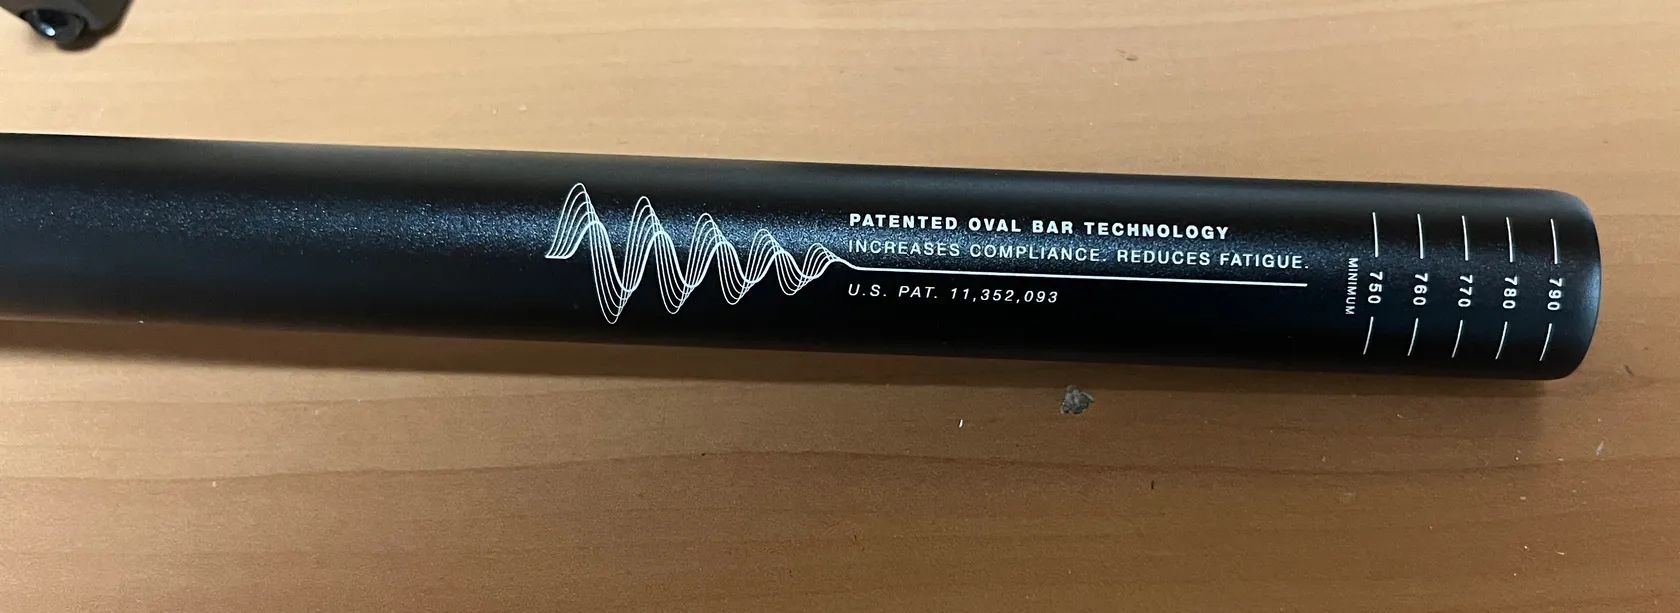 PATENTED OVAL BAR TECHNOLOGY
INCREASES COMPLIANCE. REDUCES FATIGUE.
U.S. PAT. 11,352,093
MINIMUM
750
760
770
780
790